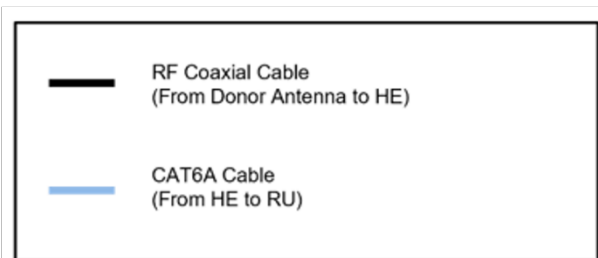 RF Coaxial Cable
(From Donor Antenna to HE)
CAT6A Cable
(From HE to RU)